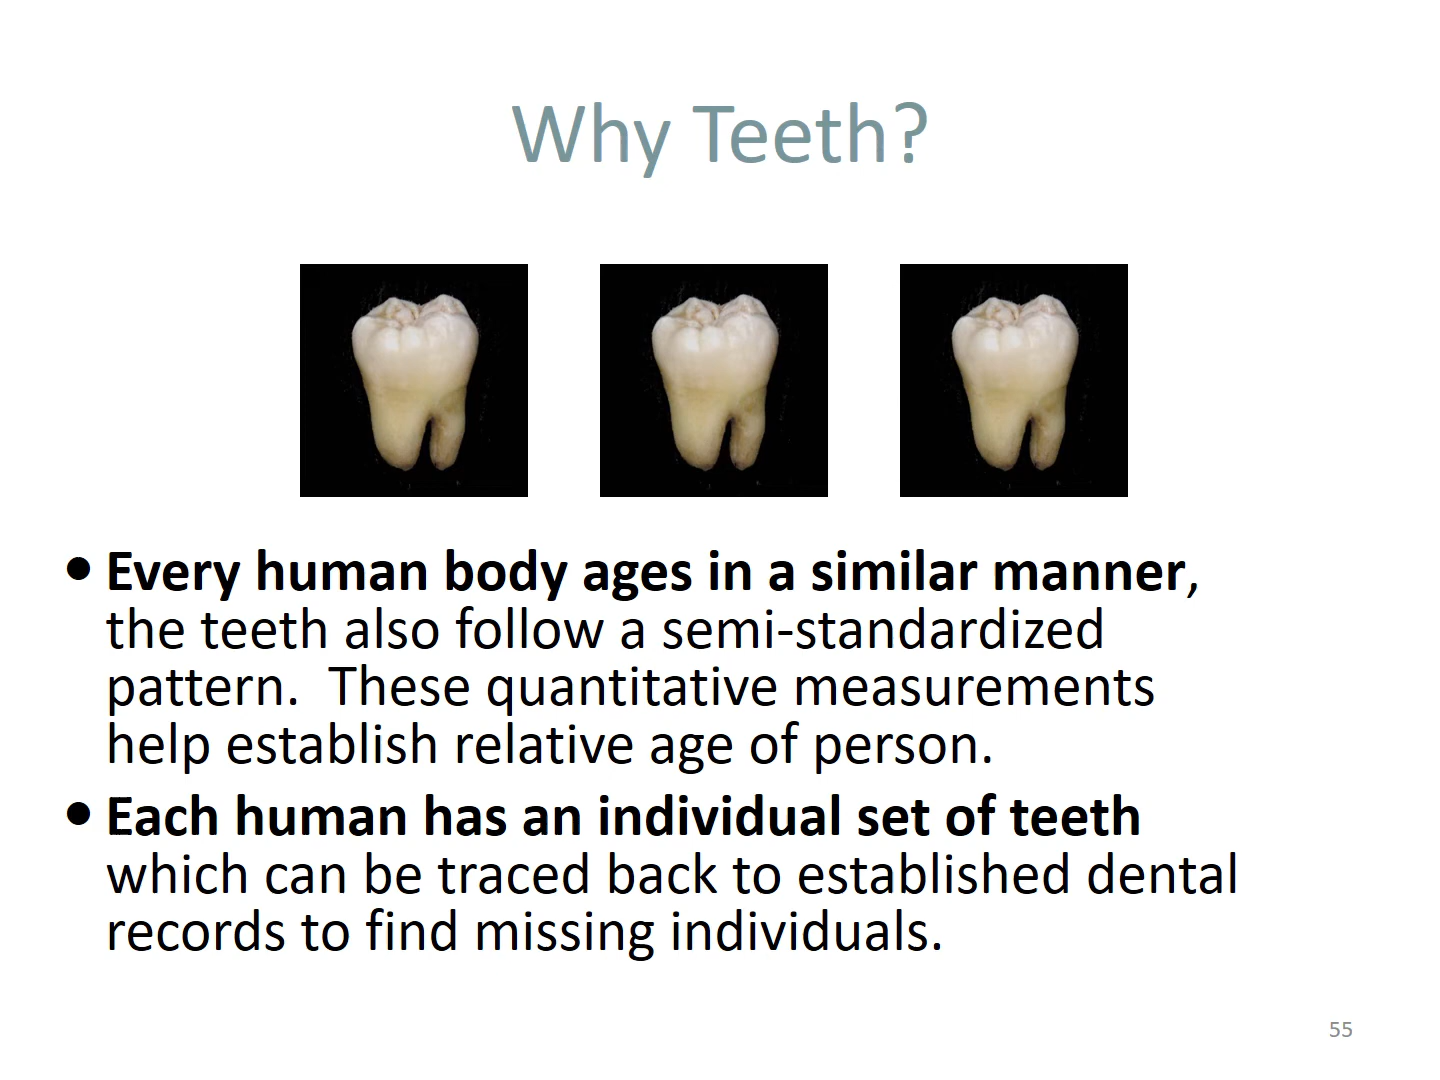 Why Teeth?
• Every human body ages in a similar manner,
the teeth also follow a semi-standardized
pattern.  These quantitative measurements
help establish relative age of person.
• Each human has an individual set of teeth
which can be traced back to established dental
records to find missing individuals.
55